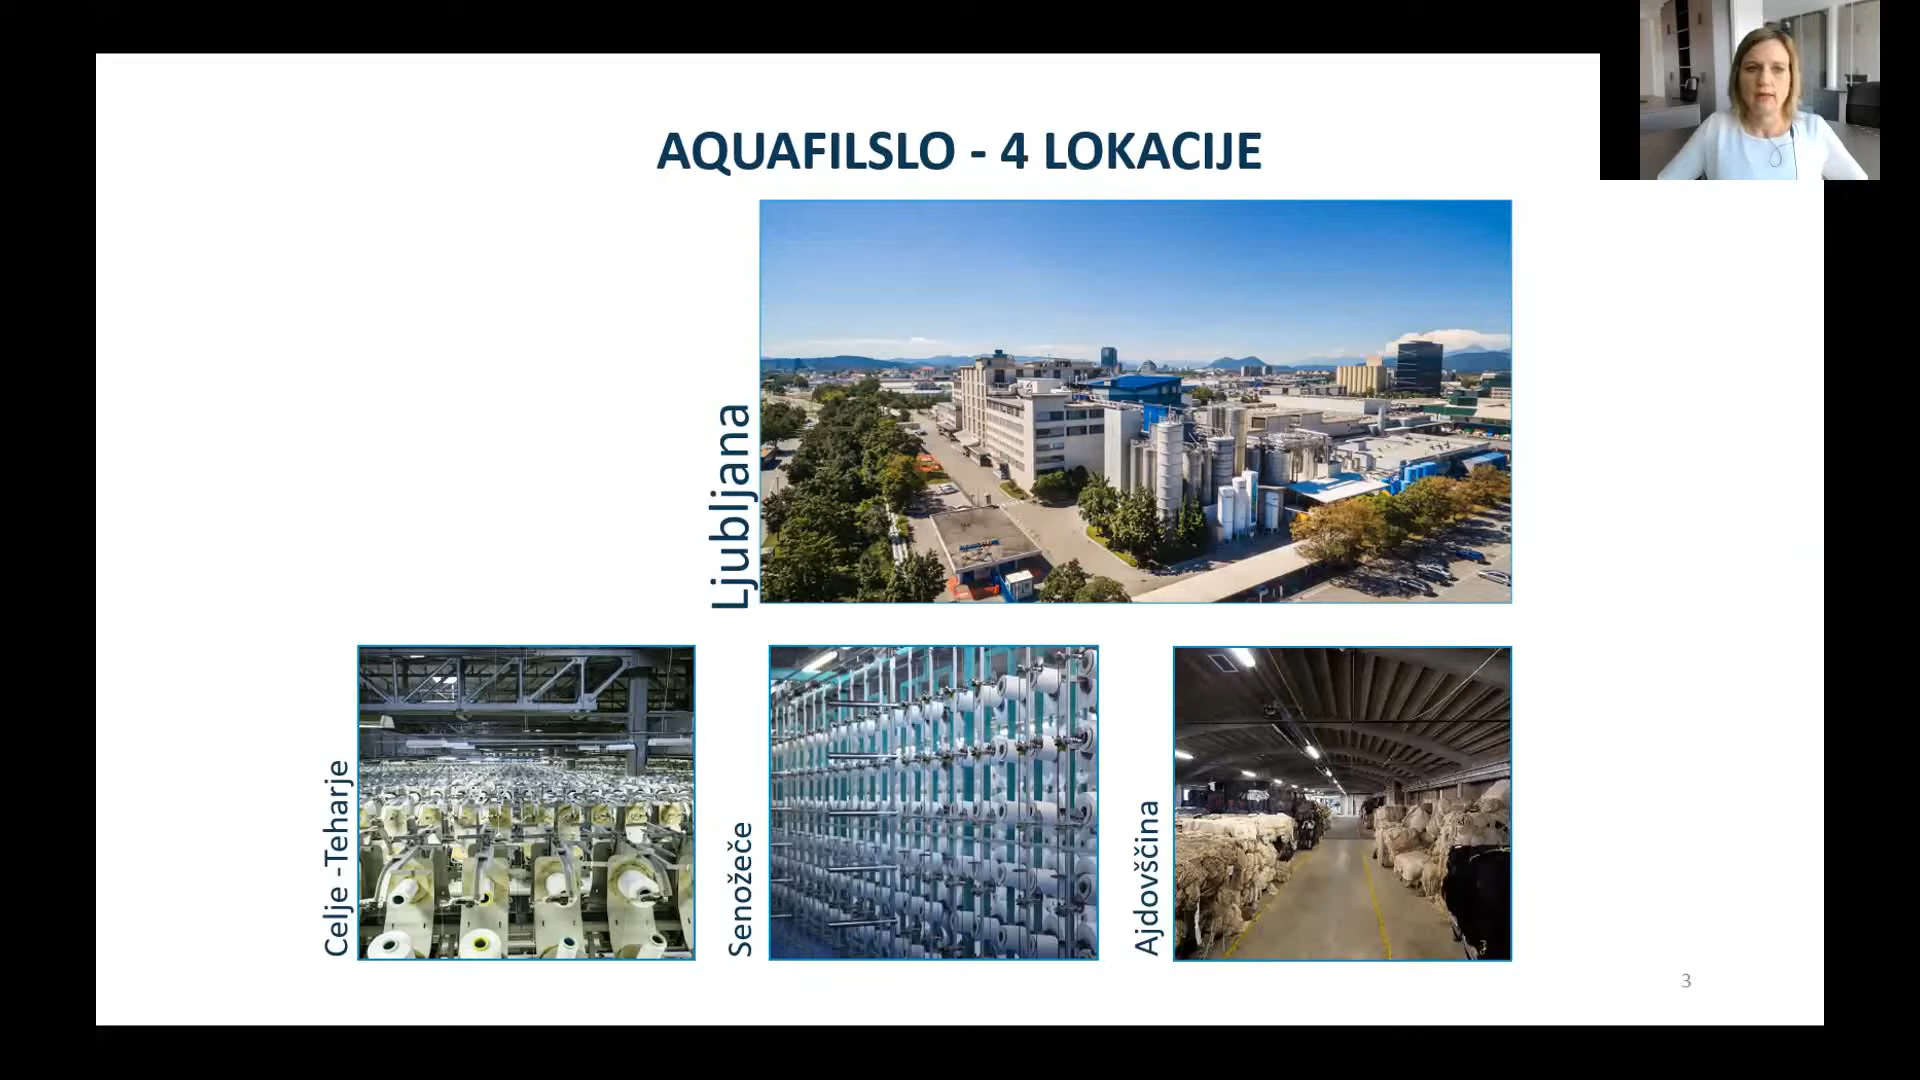 AQUAFILSLO - 4 LOKACIJE
Ljubljana
Celje -Teharje
Senožeče
Ajdovščina
3